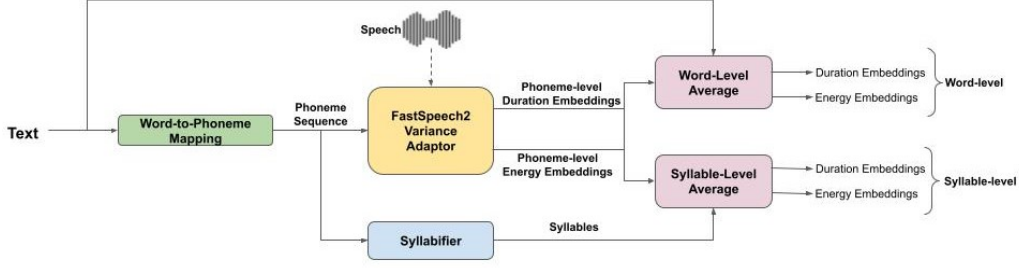 Speech
Text
Word-to-Phoneme
Mapping
Phoneme
Sequence
FastSpeech2
Variance
Adaptor
Phoneme-level
Duration Embeddings
Phoneme-level
Energy Embeddings
Syllabifier
Syllables
Word-Level
Average
Duration Embeddings
Energy Embeddings
Word-level
Syllable-Level
Average
Duration Embeddings
Energy Embeddings
Syllable-level